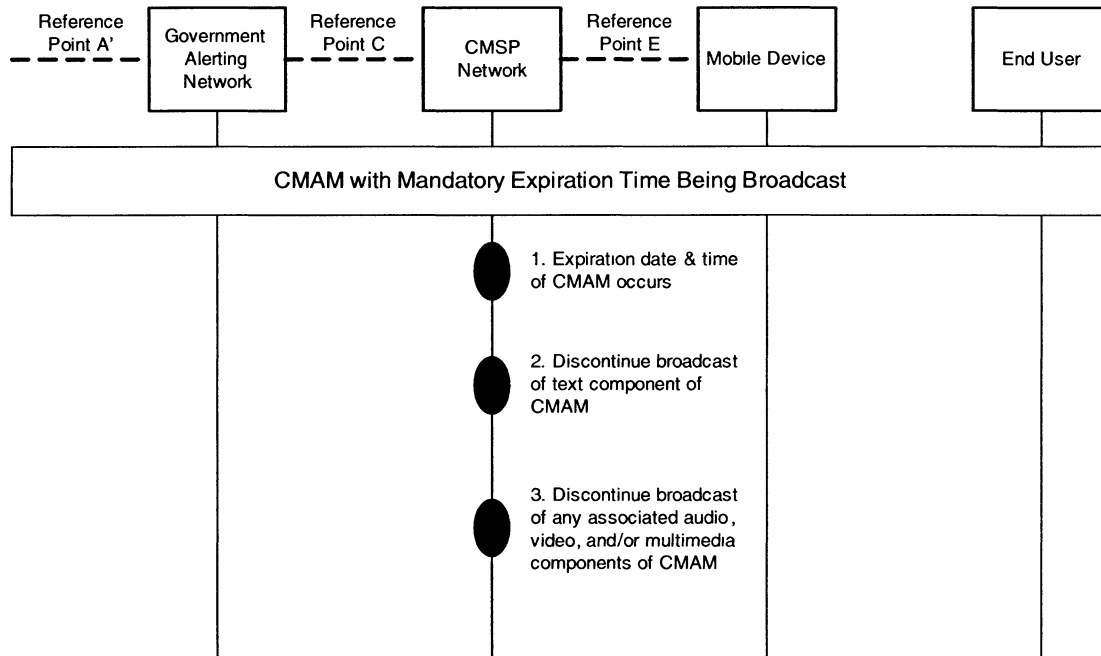 Reference
Point A'
Government
Alerting
Network
Reference
Point C
CMSP
Network
Reference
Point E
Mobile Device
End User
CMAM with Mandatory Expiration Time Being Broadcast
1. Expiration date & time
of CMAM occurs
2. Discontinue broadcast
of text component of
CMAM
3. Discontinue broadcast
of any associated audio,
video, and/or multimedia
components of CMAM